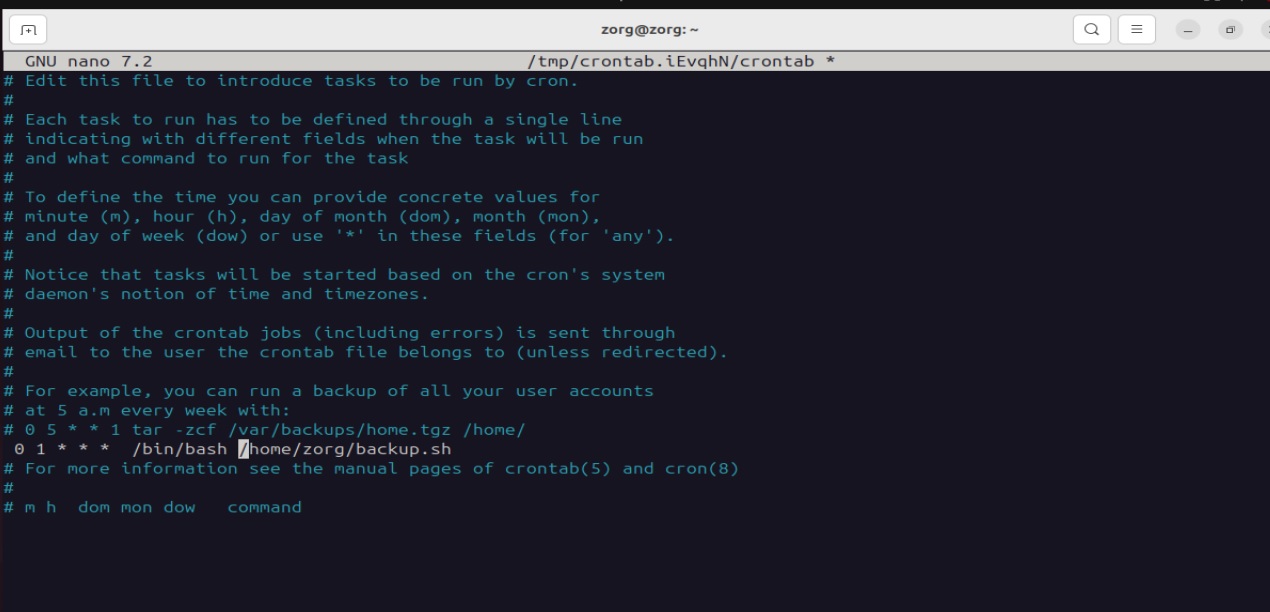 zorg@zorg: ~
GNU nano 7.2 /tmp/crontab.iEvqhN/crontab *
# Edit this file to introduce tasks to be run by cron.
#
# Each task to run has to be defined through a single line
# indicating with different fields when the task will be run
# and what command to run for the task
#
# To define the time you can provide concrete values for
# minute (m), hour (h), day of month (dom), month (mon),
# and day of week (dow) or use '*' in these fields (for 'any').
#
# Notice that tasks will be started based on the cron's system
# daemon's notion of time and timezones.
#
# Output of the crontab jobs (including errors) is sent through
# email to the user the crontab file belongs to (unless redirected).
#
# For example, you can run a backup of all your user accounts
# at 5 a.m every week with:
# 0 5 * * 1 tar -zcf /var/backups/home.tgz /home/
0 1 * * *  /bin/bash /home/zorg/backup.sh
# For more information see the manual pages of crontab(5) and cron(8)
#
# m h  dom mon dow   command